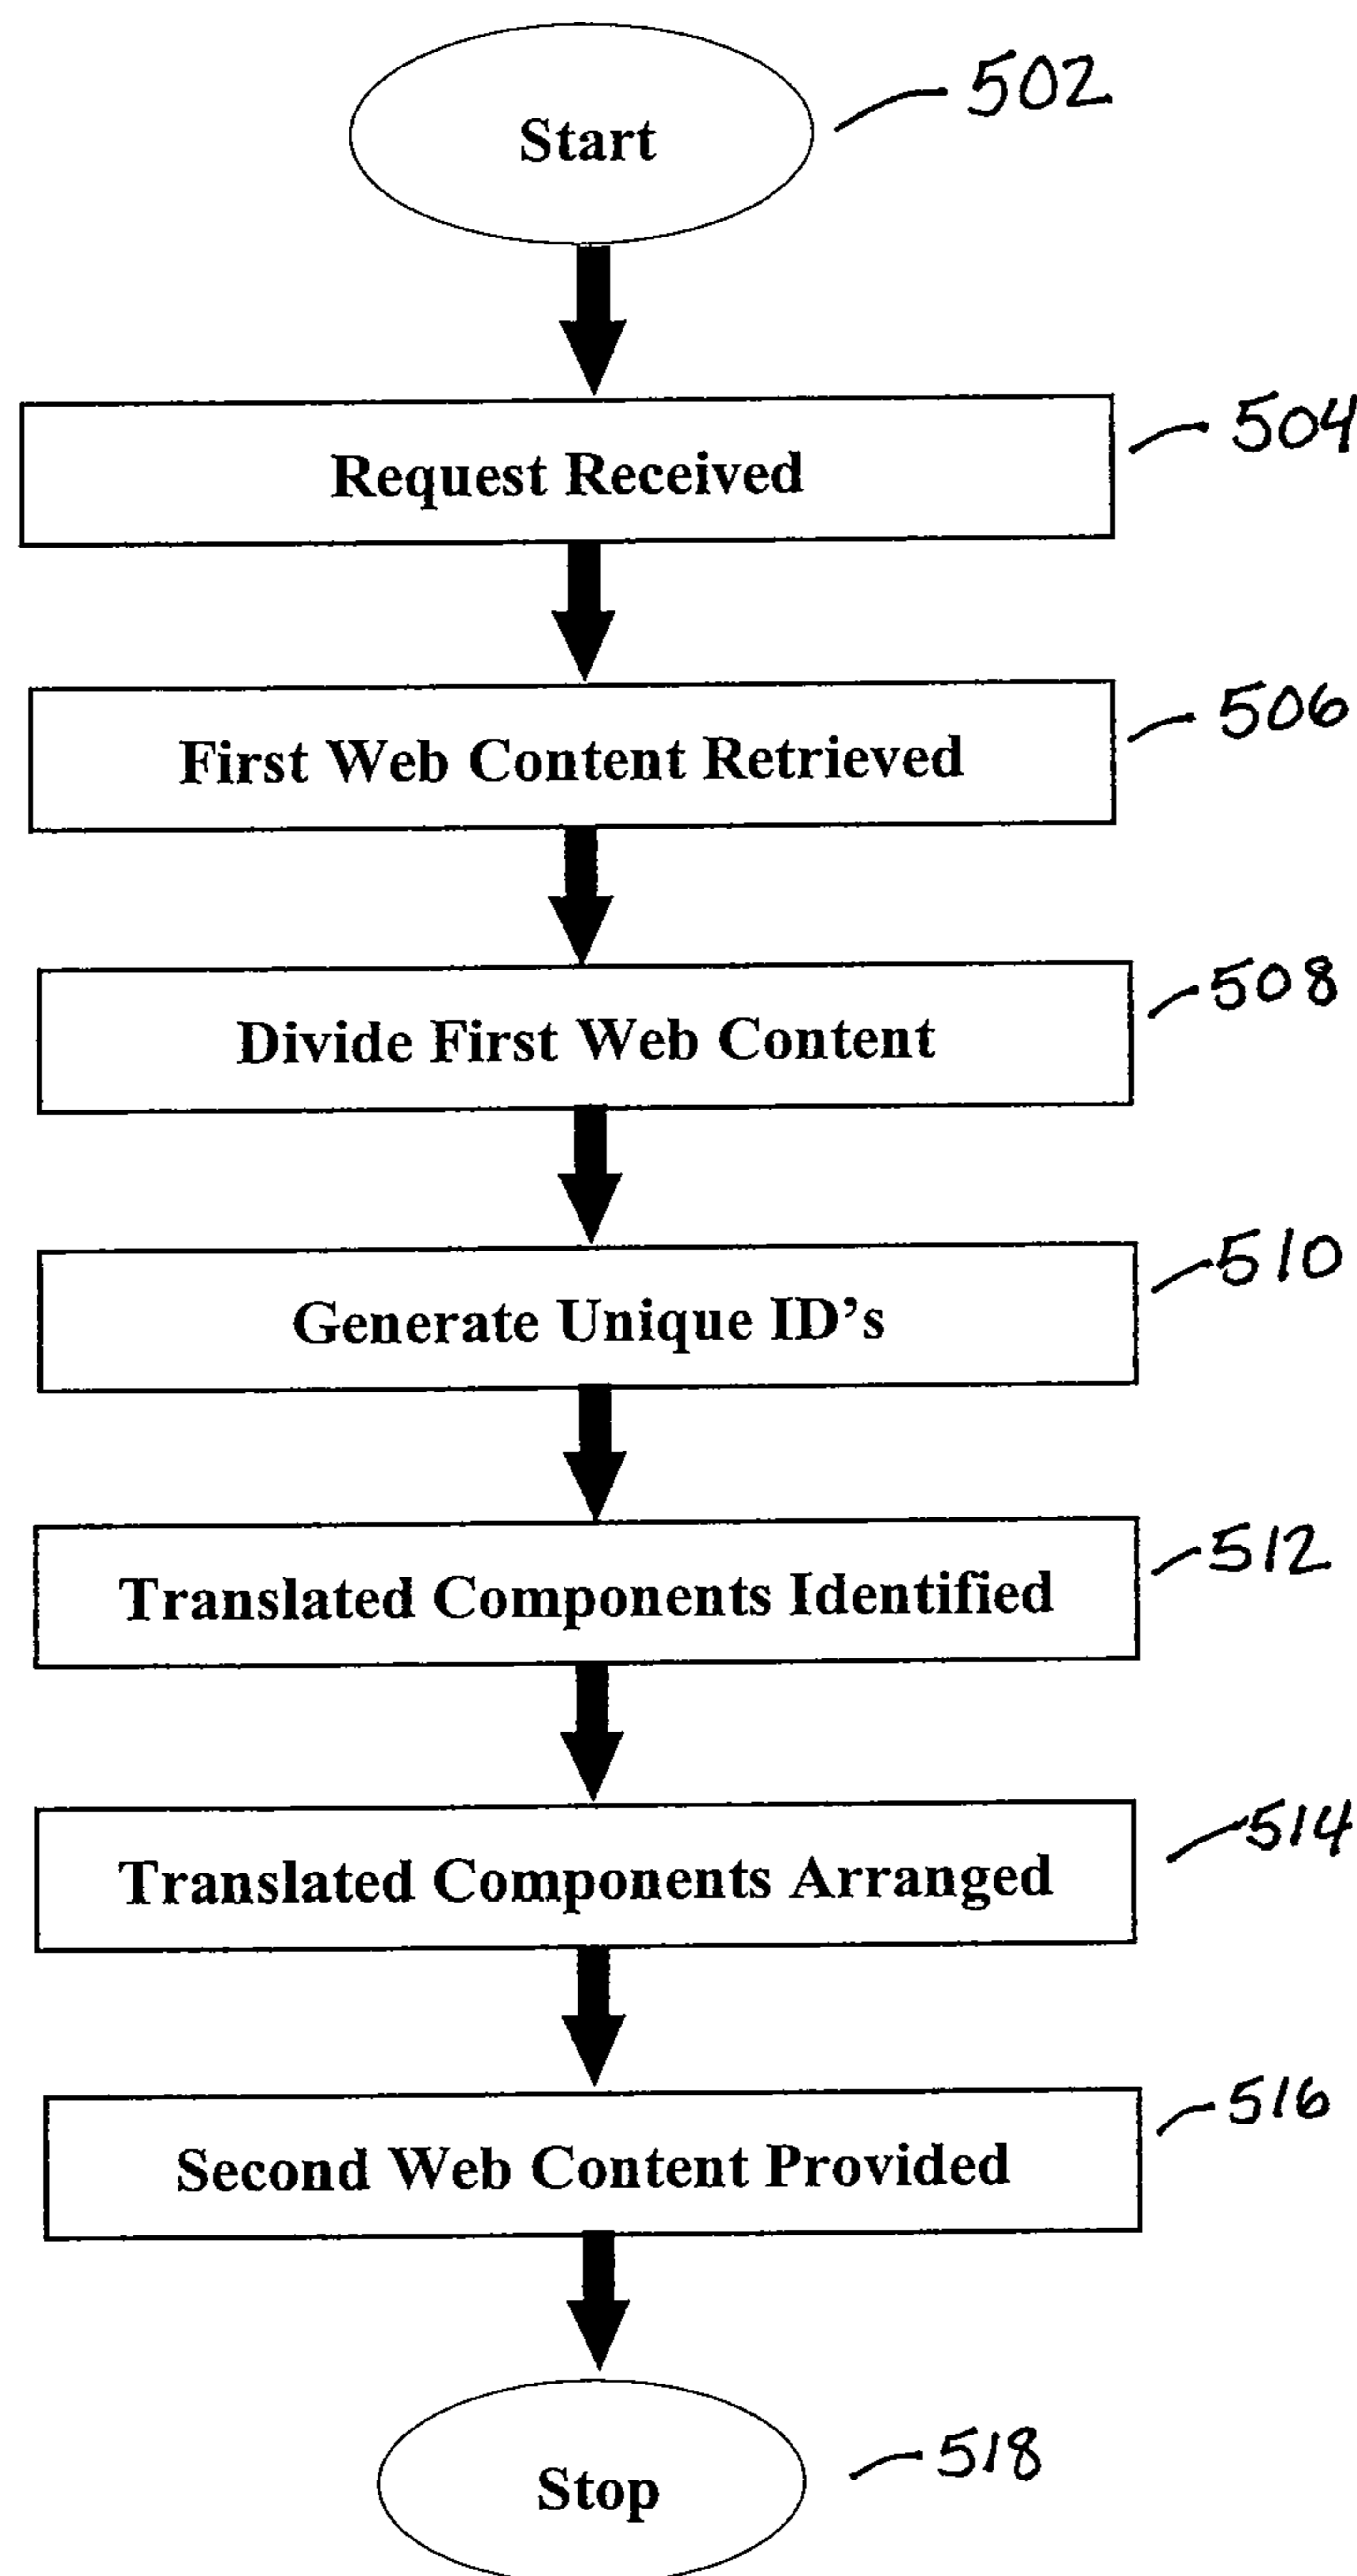 Start
502
Request Received
504
First Web Content Retrieved
506
Divide First Web Content
508
Generate Unique ID’s
510
Translated Components Identified
512
Translated Components Arranged
514
Second Web Content Provided
516
Stop
518